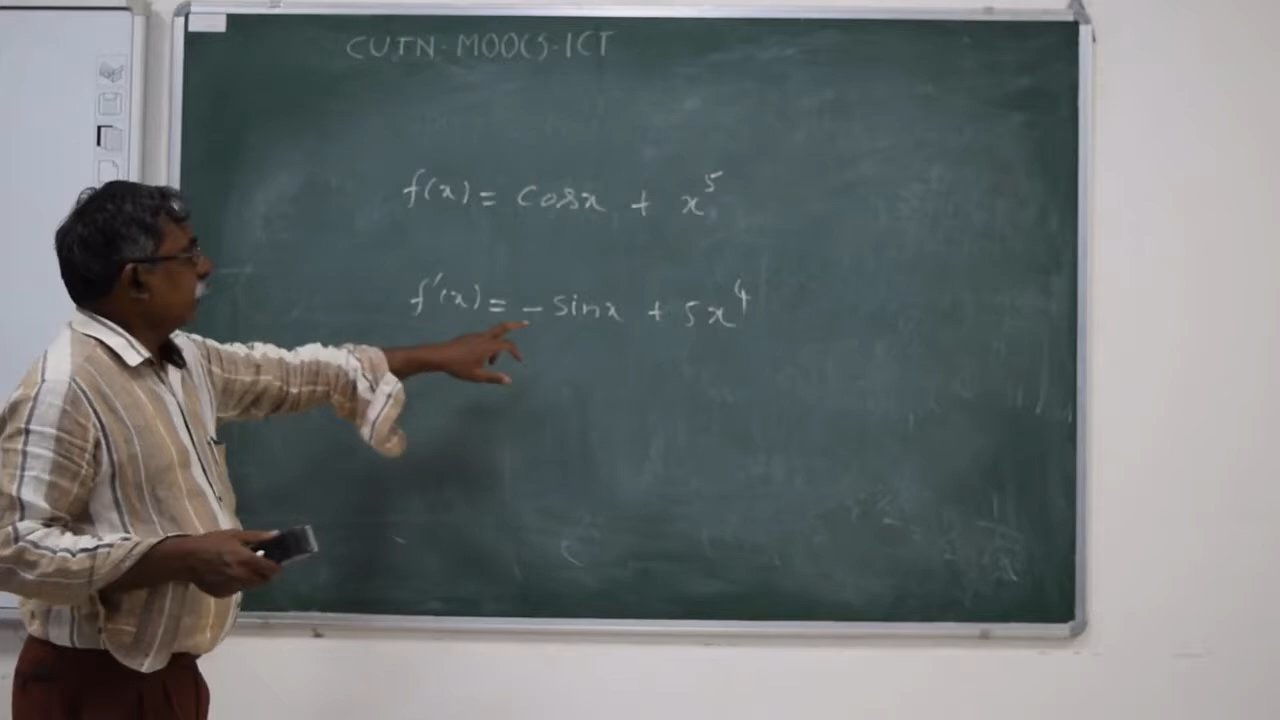 CUTN. MOOCS-ICT
f(x) = cosx + x⁵
f'(x) = - sinx + 5x⁴